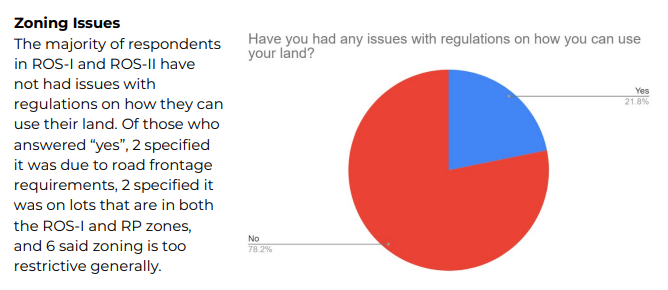 Zoning Issues
The majority of respondents
in ROS-I and ROS-II have
not had issues with
regulations on how they can
use their land. Of those who
answered “yes”, 2 specified
it was due to road frontage
requirements, 2 specified it
was on lots that are in both
the ROS-I and RP zones,
and 6 said zoning is too
restrictive generally.
Have you had any issues with regulations on how you can use
your land?
Yes
21.8%
No
78.2%